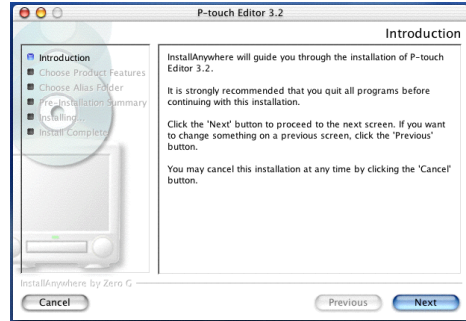 P-touch Editor 3.2
Introduction
Introduction
Choose Product Features
Choose Alias Folder
Pre-Installation Summary
Installing...
Install Complete
InstallAnywhere will guide you through the installation of P-touch
Editor 3.2.
It is strongly recommended that you quit all programs before
continuing with this installation.
Click the 'Next' button to proceed to the next screen. If you want
to change something on a previous screen, click the 'Previous'
button.
You may cancel this installation at any time by clicking the 'Cancel'
button.
InstallAnywhere by Zero G
Cancel
Previous
Next